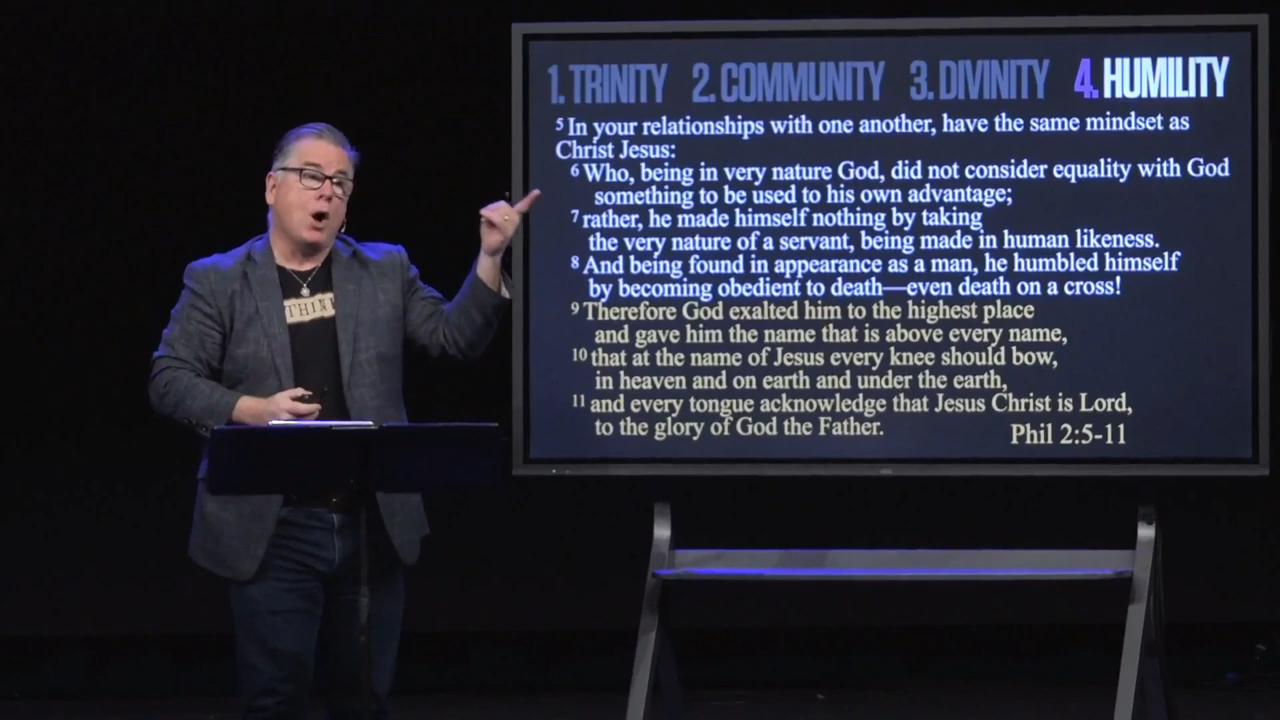 1. TRINITY 2. COMMUNITY 3. DIVINITY 4. HUMILITY
5 In your relationships with one another, have the same mindset as
Christ Jesus:
6 Who, being in very nature God, did not consider equality with God
something to be used to his own advantage;
7 rather, he made himself nothing by taking
the very nature of a servant, being made in human likeness.
8 And being found in appearance as a man, he humbled himself
by becoming obedient to death—even death on a cross!
9 Therefore God exalted him to the highest place
and gave him the name that is above every name,
10 that at the name of Jesus every knee should bow,
in heaven and on earth and under the earth,
11 and every tongue acknowledge that Jesus Christ is Lord,
to the glory of God the Father.
Phil 2:5-11